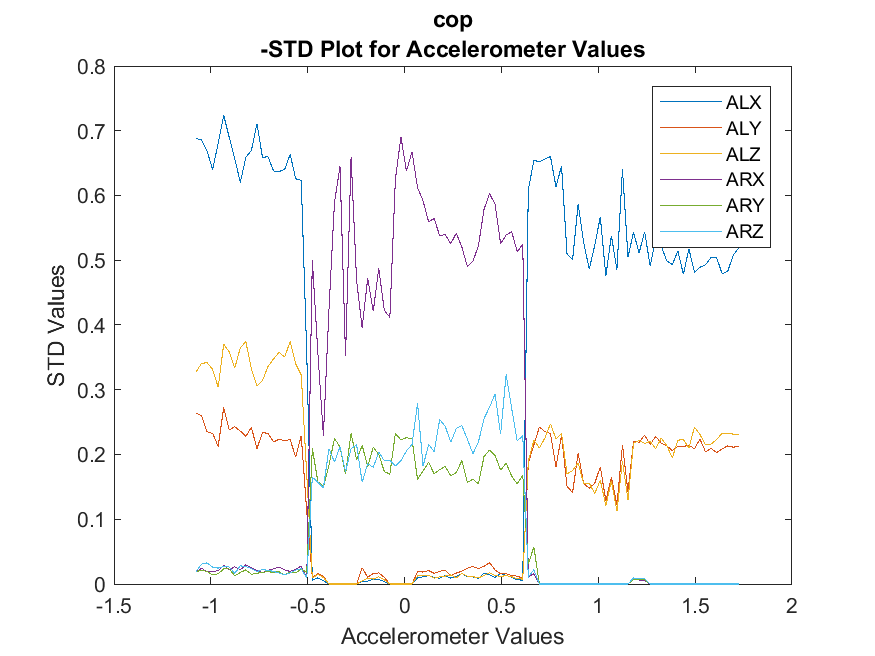 cop
-STD Plot for Accelerometer Values
0.8
0.7
0.6
0.5
0.4
0.3
0.2
0.1
0
STD Values
ALX
ALY
ALZ
ARX
ARY
ARZ
-1.5
-1
-0.5
0
0.5
1
1.5
2
Accelerometer Values